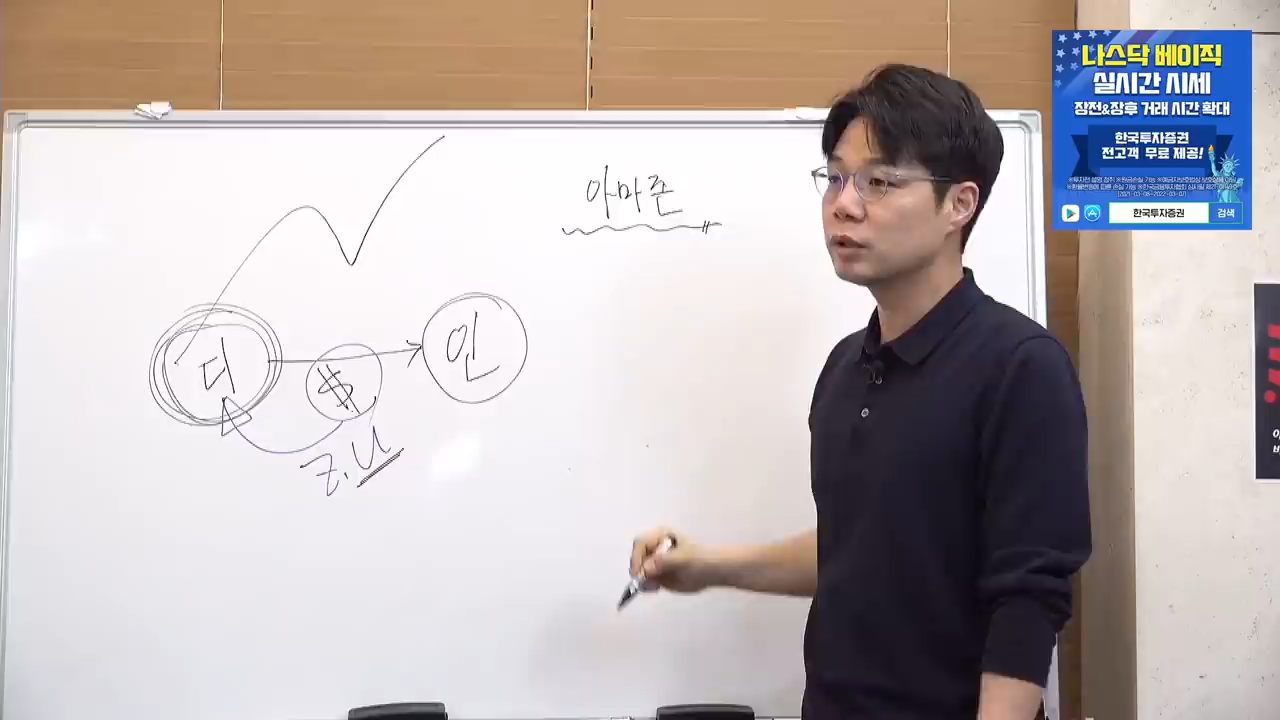 아마존
디
$
인
Z.U
나스닥 베이직
실시간 시세
장전&장후 거래 시간 확대
한국투자증권
전고객 무료 제공!
한국투자증권
검색